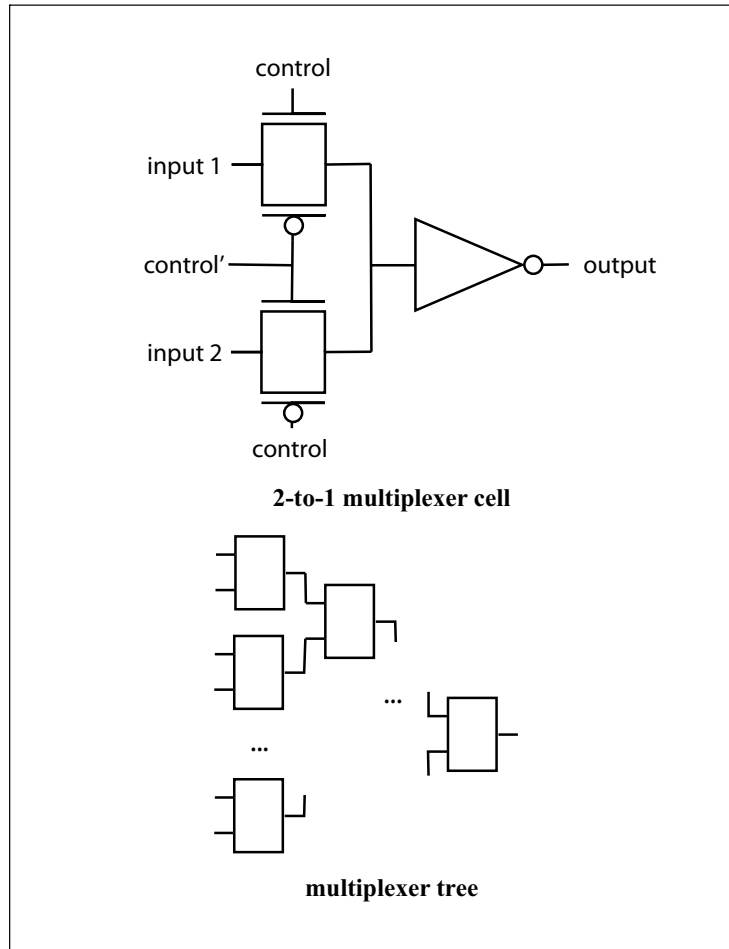 control
input 1
control′
output
input 2
control
2-to-1 multiplexer cell
...
...
multiplexer tree